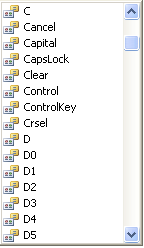 C
Cancel
Capital
CapsLock
Clear
Control
ControlKey
Crsel
D
D0
D1
D2
D3
D4
D5